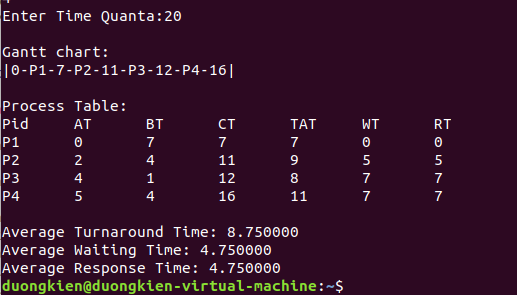 Enter Time Quanta:20
Gantt chart:
|0-P1-7-P2-11-P3-12-P4-16|
Process Table:
Pid AT BT CT TAT WT RT
P1 0 7 7 7 0 0
P2 2 4 11 9 5 5
P3 4 1 12 8 7 7
P4 5 4 16 11 7 7
Average Turnaround Time: 8.750000
Average Waiting Time: 4.750000
Average Response Time: 4.750000
duongkien@duongkien-virtual-machine:~$